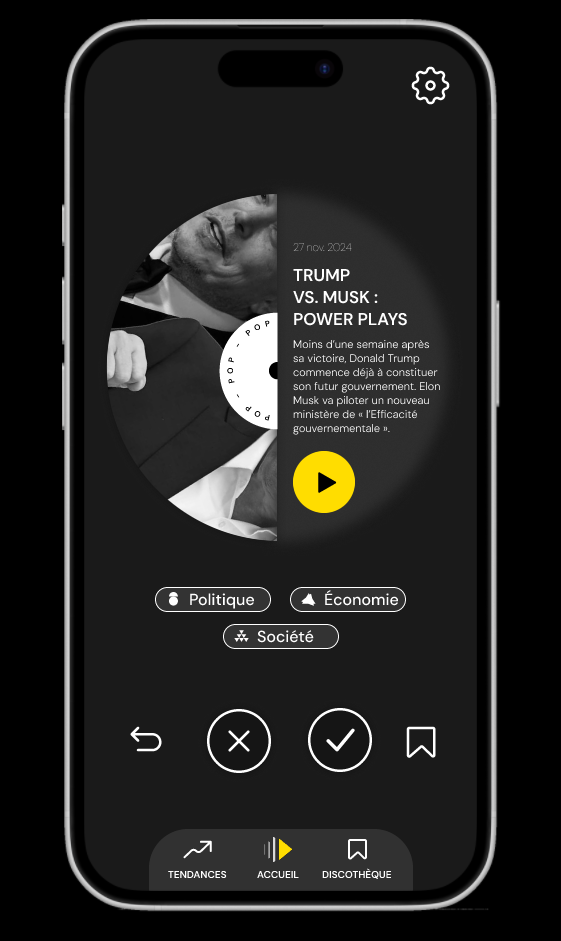 27 nov. 2024
TRUMP
VS. MUSK :
POWER PLAYS
Moins d'une semaine après
sa victoire, Donald Trump
commence déjà à constituer
son futur gouvernement. Elon
Musk va piloter un nouveau
ministère de « l'Efficacité
gouvernementale ».
POP - POP - POP
Politique
Économie
Société
TENDANCES
ACCUEIL
DISCOTHÈQUE